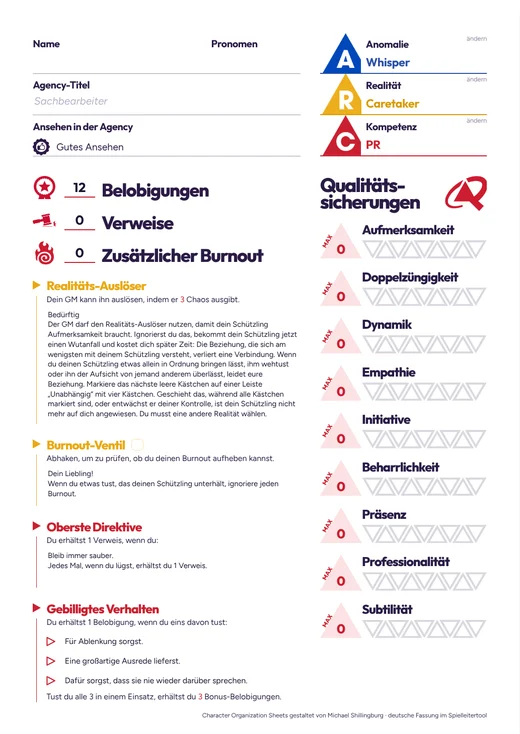 Name
Pronomen
Agency-Titel
Sachbearbeiter
Ansehen in der Agency
Gutes Ansehen
ändern
A
Anomalie
Whisper
ändern
R
Realität
Caretaker
ändern
C
Kompetenz
PR
12 Belobigungen
0 Verweise
0 Zusätzlicher Burnout
Realitäts-Auslöser
Dein GM kann ihn auslösen, indem er 3 Chaos ausgibt.
Bedürftig
Der GM darf den Realitäts-Auslöser nutzen, damit dein Schützling
Aufmerksamkeit braucht. Ignorierst du das, bekommt dein Schützling jetzt
einen Wutanfall und kostet dich später Zeit: Die Beziehung, die sich am
wenigsten mit deinem Schützling versteht, verliert eine Verbindung. Wenn
du deinen Schützling etwas allein in Ordnung bringen lässt, ihm wehtust
oder ihn der Aufsicht von jemand anderem überlässt, leidet eure
Beziehung. Markiere das nächste leere Kästchen auf einer Leiste
„Unabhängig“ mit vier Kästchen. Geschieht das, während alle Kästchen
markiert sind, oder entwächst er deiner Kontrolle, ist dein Schützling nicht
mehr auf dich angewiesen. Du musst eine andere Realität wählen.
Burnout-Ventil
Abhaken, um zu prüfen, ob du deinen Burnout aufheben kannst.
Dein Liebling!
Wenn du etwas tust, das deinen Schützling unterhält, ignoriere jeden
Burnout.
Oberste Direktive
Du erhältst 1 Verweis, wenn du:
Bleib immer sauber.
Jedes Mal, wenn du lügst, erhältst du 1 Verweis.
Gebilligtes Verhalten
Du erhältst 1 Belobigung, wenn du eins davon tust:
Für Ablenkung sorgst.
Eine großartige Ausrede lieferst.
Dafür sorgst, dass sie nie wieder darüber sprechen.
Tust du alle 3 in einem Einsatz, erhältst du 3 Bonus-Belobigungen.
Qualitäts-
sicherungen
Aufmerksamkeit
MAX 0
Doppelzüngigkeit
MAX 0
Dynamik
MAX 0
Empathie
MAX 0
Initiative
MAX 0
Beharrlichkeit
MAX 0
Präsenz
MAX 0
Professionalität
MAX 0
Subtilität
MAX 0
Character Organization Sheets gestaltet von Michael Shillingburg · deutsche Fassung im Spielleitertool